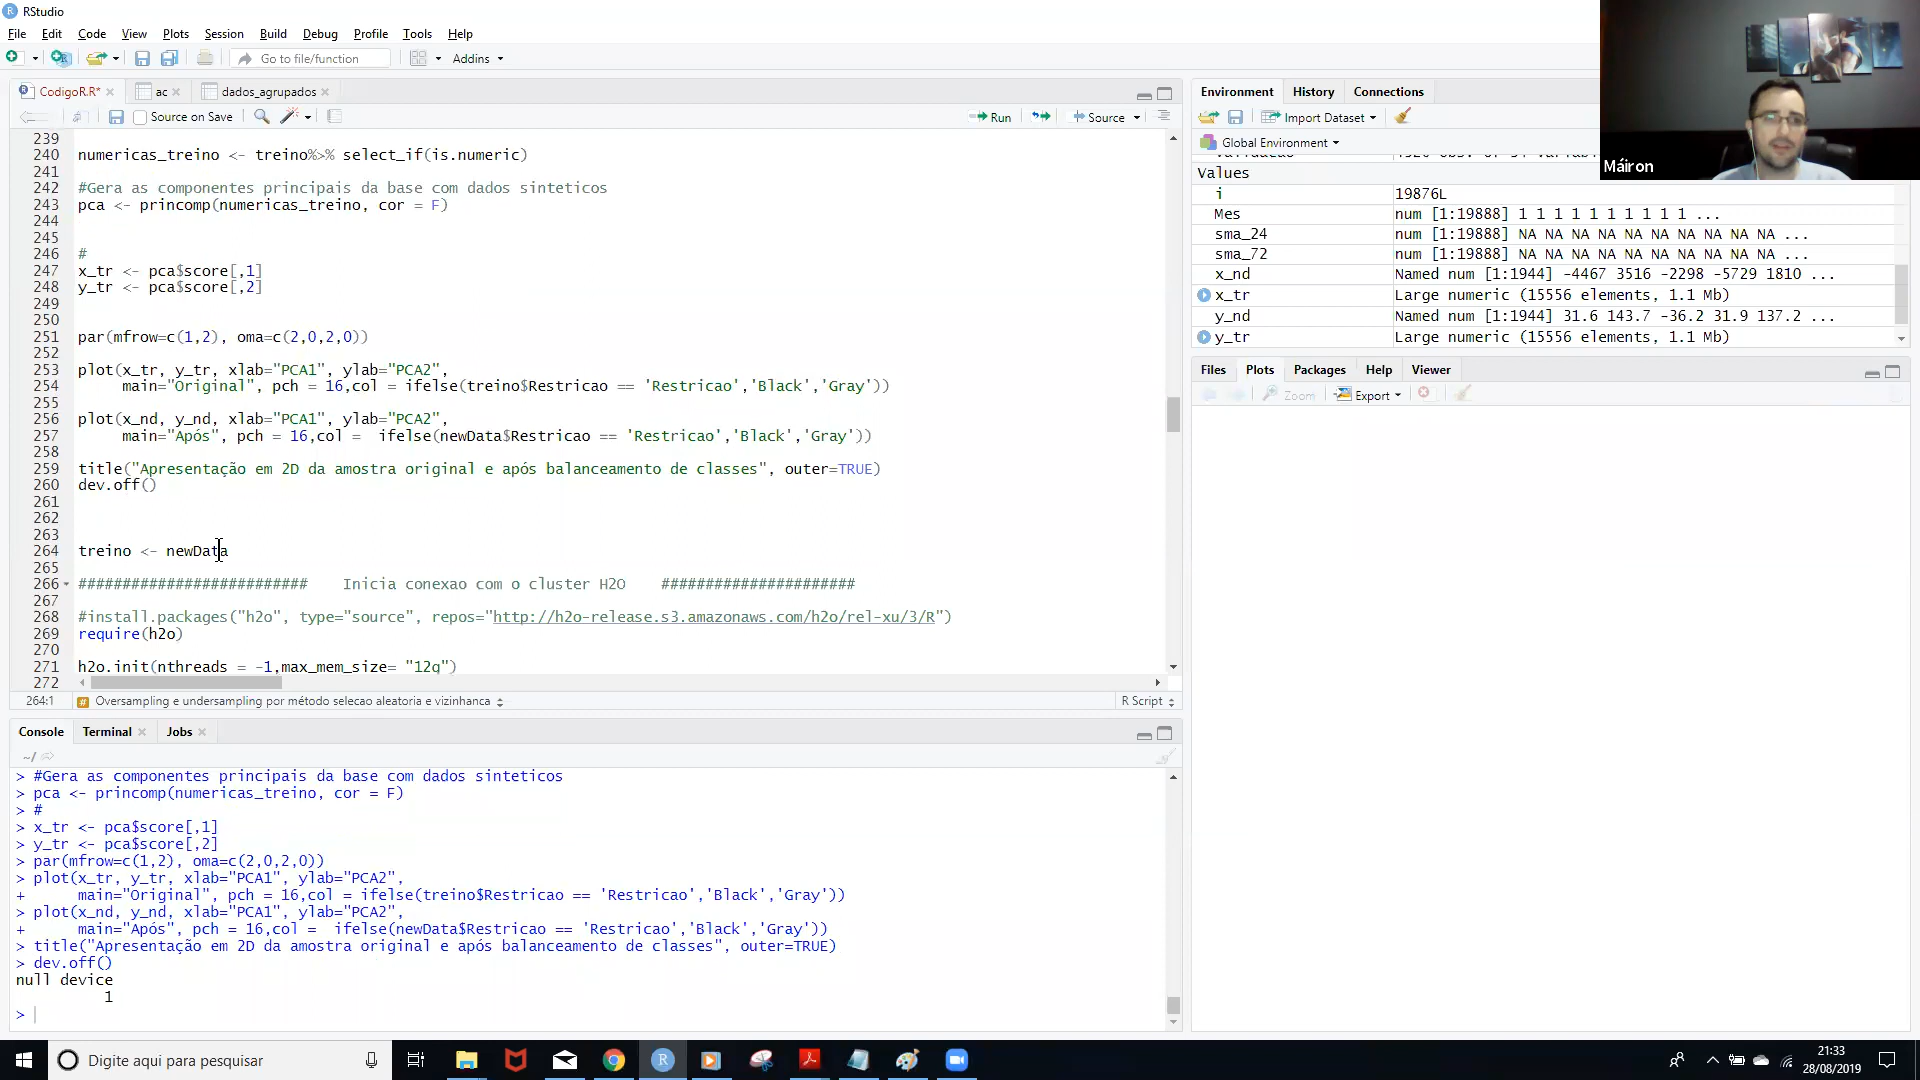 RStudio
File Edit Code View Plots Session Build Debug Profile Tools Help
Go to file/function Addins
CodigoR.R* ac dados_agrupados
Source on Save Run Source
239
240 numericas_treino <- treino%>% select_if(is.numeric)
241
242 #Gera as componentes principais da base com dados sinteticos
243 pca <- princomp(numericas_treino, cor = F)
244
245
246 #
247 x_tr <- pca$score[,1]
248 y_tr <- pca$score[,2]
249
250
251 par(mfrow=c(1,2), oma=c(2,0,2,0))
252
253 plot(x_tr, y_tr, xlab="PCA1", ylab="PCA2",
254 main="Original", pch = 16,col = ifelse(treino$Restricao == 'Restricao','Black','Gray'))
255
256 plot(x_nd, y_nd, xlab="PCA1", ylab="PCA2",
257 main="Após", pch = 16,col =  ifelse(newData$Restricao == 'Restricao','Black','Gray'))
258
259 title("Apresentação em 2D da amostra original e após balanceamento de classes", outer=TRUE)
260 dev.off()
261
262
263
264 treino <- newData
265
266 ########################## Inicia conexao com o cluster H2O ######################
267
268 #install.packages("h2o", type="source", repos="http://h2o-release.s3.amazonaws.com/h2o/rel-xu/3/R")
269 require(h2o)
270
271 h2o.init(nthreads = -1,max_mem_size= "12g")
272
264:1 Oversampling e undersampling por método selecao aleatoria e vizinhanca R Script
Console Terminal Jobs
~/
> #Gera as componentes principais da base com dados sinteticos
> pca <- princomp(numericas_treino, cor = F)
> #
> x_tr <- pca$score[,1]
> y_tr <- pca$score[,2]
> par(mfrow=c(1,2), oma=c(2,0,2,0))
> plot(x_tr, y_tr, xlab="PCA1", ylab="PCA2",
+ main="Original", pch = 16,col = ifelse(treino$Restricao == 'Restricao','Black','Gray'))
> plot(x_nd, y_nd, xlab="PCA1", ylab="PCA2",
+ main="Após", pch = 16,col =  ifelse(newData$Restricao == 'Restricao','Black','Gray'))
> title("Apresentação em 2D da amostra original e após balanceamento de classes", outer=TRUE)
> dev.off()
null device
1
>
Environment History Connections
Import Dataset
Global Environment
Values
i 19876L
Mes num [1:19888] 1 1 1 1 1 1 1 1 1 1 ...
sma_24 num [1:19888] NA NA NA NA NA NA NA NA NA NA ...
sma_72 num [1:19888] NA NA NA NA NA NA NA NA NA NA ...
x_nd Named num [1:1944] -4467 3516 -2298 -5729 1810 ...
x_tr Large numeric (15556 elements, 1.1 Mb)
y_nd Named num [1:1944] 31.6 143.7 -36.2 31.9 137.2 ...
y_tr Large numeric (15556 elements, 1.1 Mb)
Files Plots Packages Help Viewer
Zoom Export
Máiron
Digite aqui para pesquisar
21:33
28/08/2019